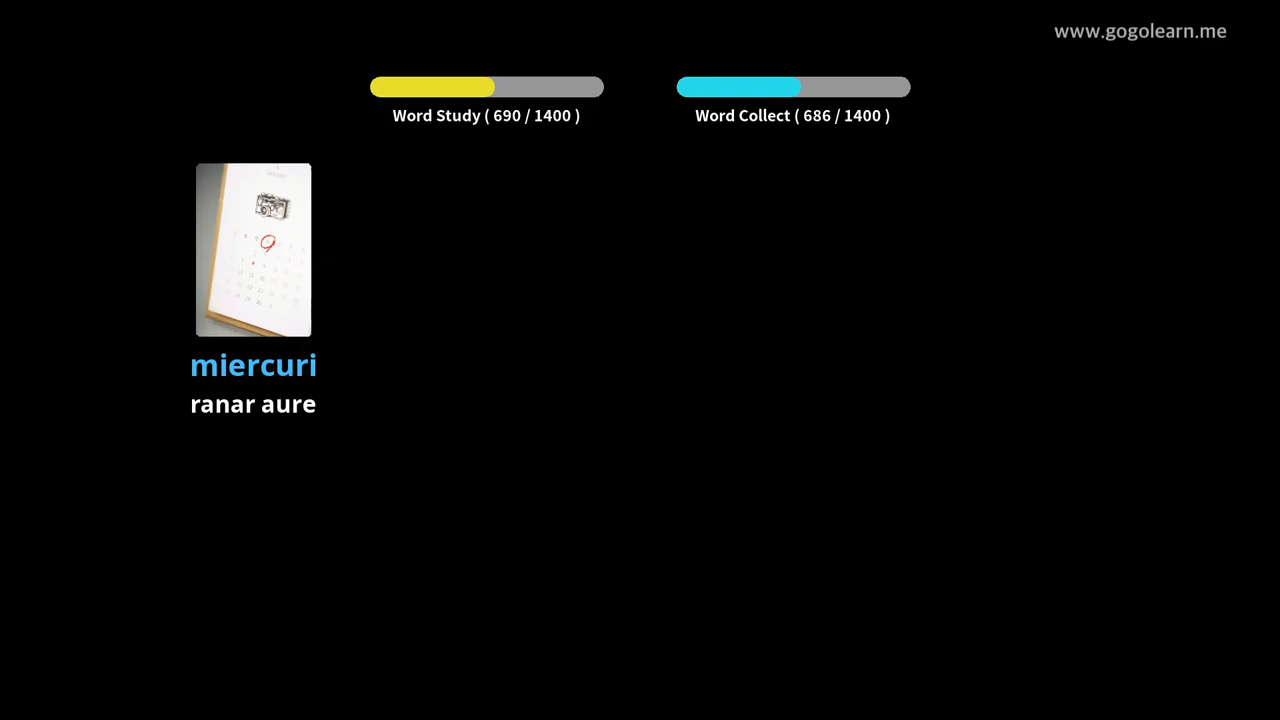 www.gogolearn.me
Word Study ( 690 / 1400 )
Word Collect ( 686 / 1400 )
miercuri
ranar aure